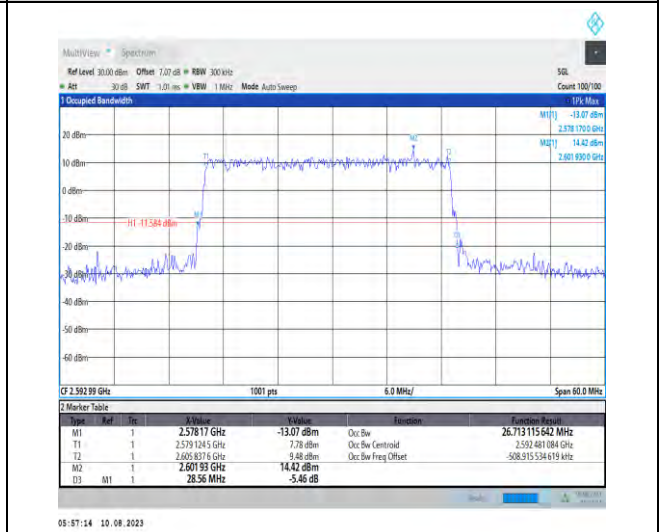 MultiView Spectrum
Ref Level 30.00 dBm Offset 7.07 dB RBW 300 kHz SGL
Att 30 dB SWT 1.01 ms VBW 1 MHz Mode Auto Sweep Count 100/100
1 Occupied Bandwidth 1Pk Max
M1[1] -13.07 dBm
2.578 1700 GHz
20 dBm M2[1] 14.42 dBm
M2 2.601 930 0 GHz
T1 T2
10 dBm
0 dBm
-10 dBm M1
H1 -11.584 dBm
-20 dBm D3
-30 dBm
-40 dBm
-50 dBm
-60 dBm
CF 2.592 99 GHz 1001 pts 6.0 MHz/ Span 60.0 MHz
2 Marker Table
Type Ref Trc X-Value Y-Value Function Function Result
M1 1 2.578 17 GHz -13.07 dBm Occ Bw 26.713 115 642 MHz
T1 1 2.579 124 5 GHz 7.78 dBm Occ Bw Centroid 2.592 481 084 GHz
T2 1 2.605 837 6 GHz 9.48 dBm Occ Bw Freq Offset -508.915 534 619 kHz
M2 1 2.601 93 GHz 14.42 dBm
D3 M1 1 28.56 MHz -5.46 dB
05:57:14 10.08.2023